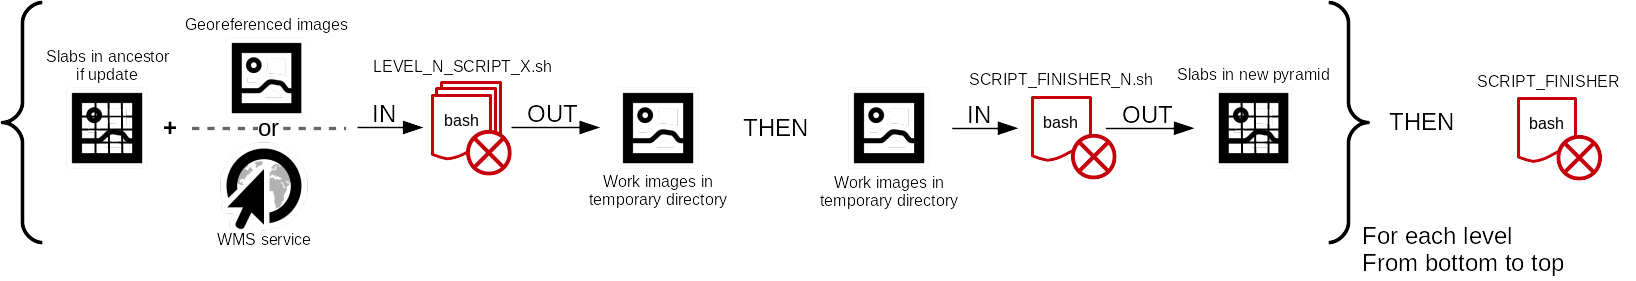 Georeferenced images
Slabs in ancestor
if update
+
or
WMS service
IN
LEVEL_N_SCRIPT_X.sh
bash
OUT
Work images in
temporary directory
THEN
Work images in
temporary directory
IN
SCRIPT_FINISHER_N.sh
bash
OUT
Slabs in new pyramid
THEN
For each level
From bottom to top
SCRIPT_FINISHER
bash